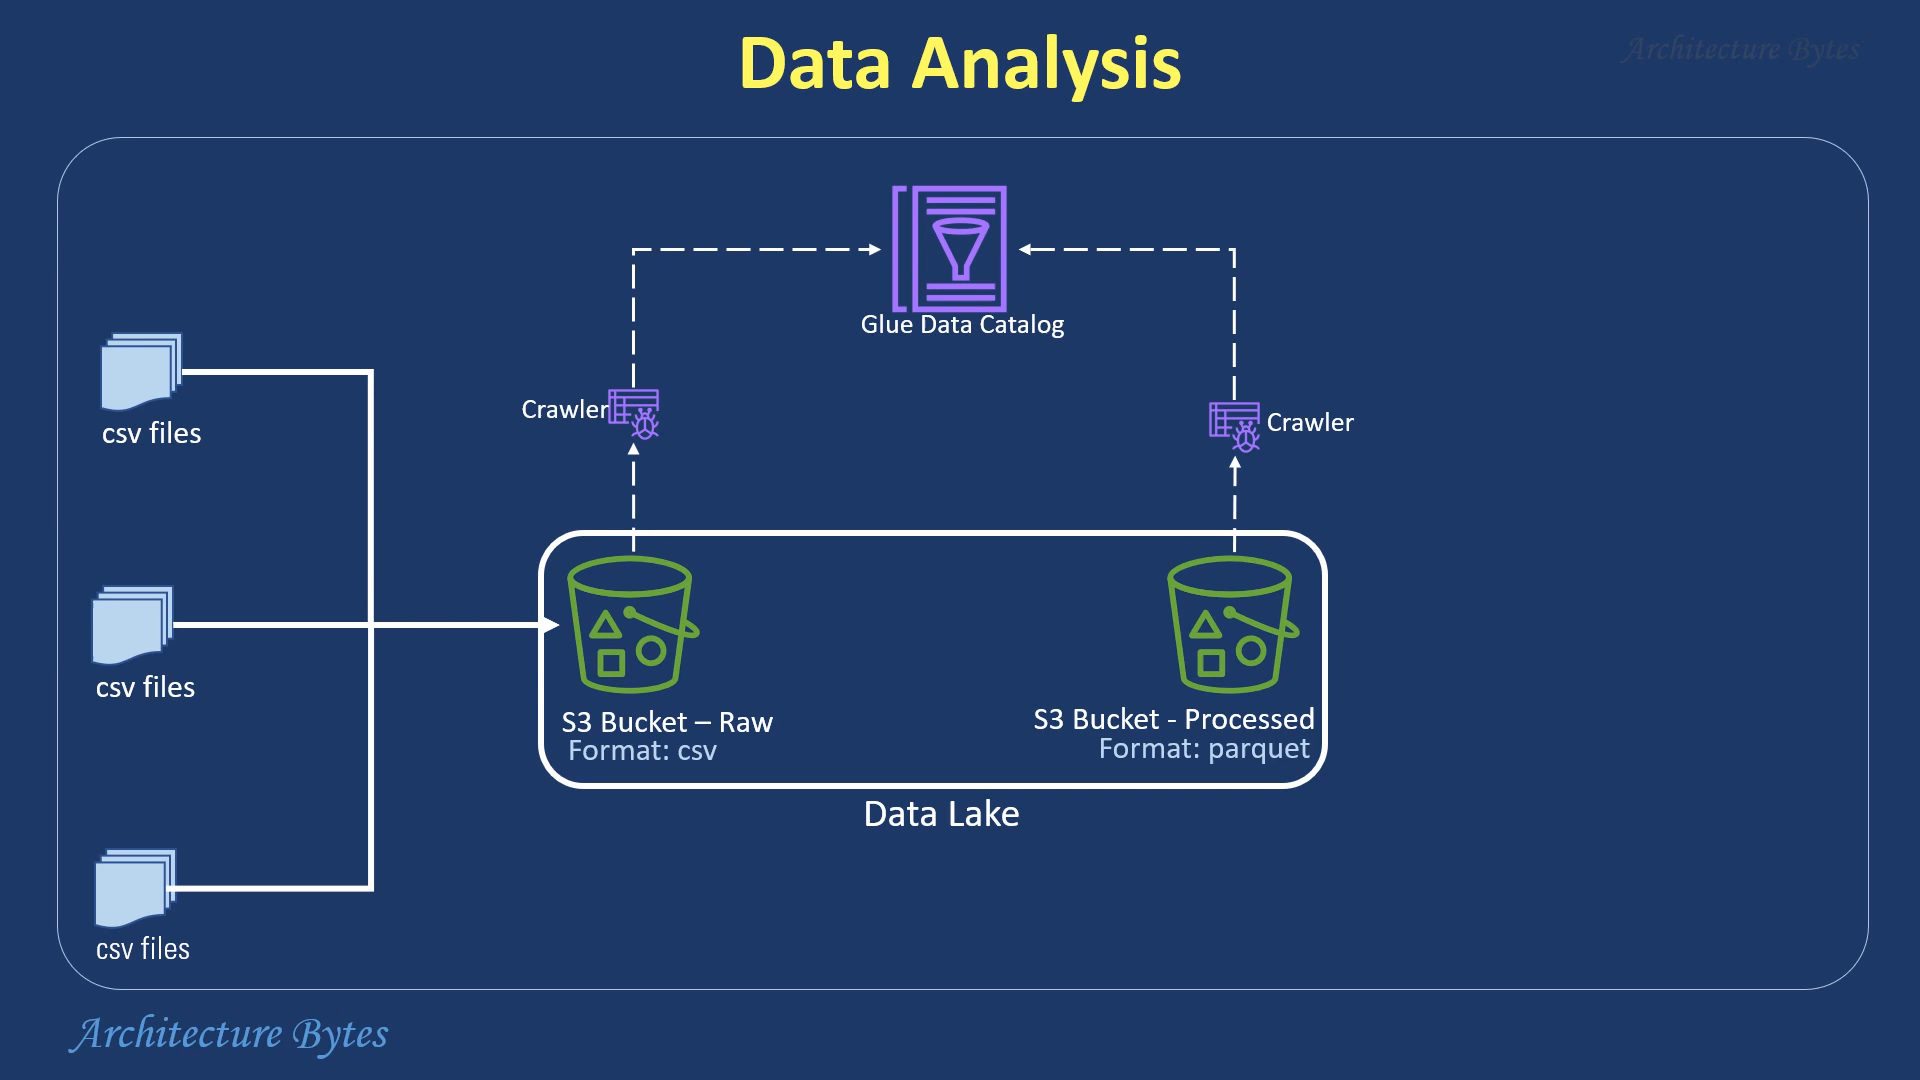 Data Analysis
Architecture Bytes
Glue Data Catalog
csv files
Crawler
Crawler
csv files
S3 Bucket – Raw
Format: csv
S3 Bucket - Processed
Format: parquet
Data Lake
csv files
Architecture Bytes